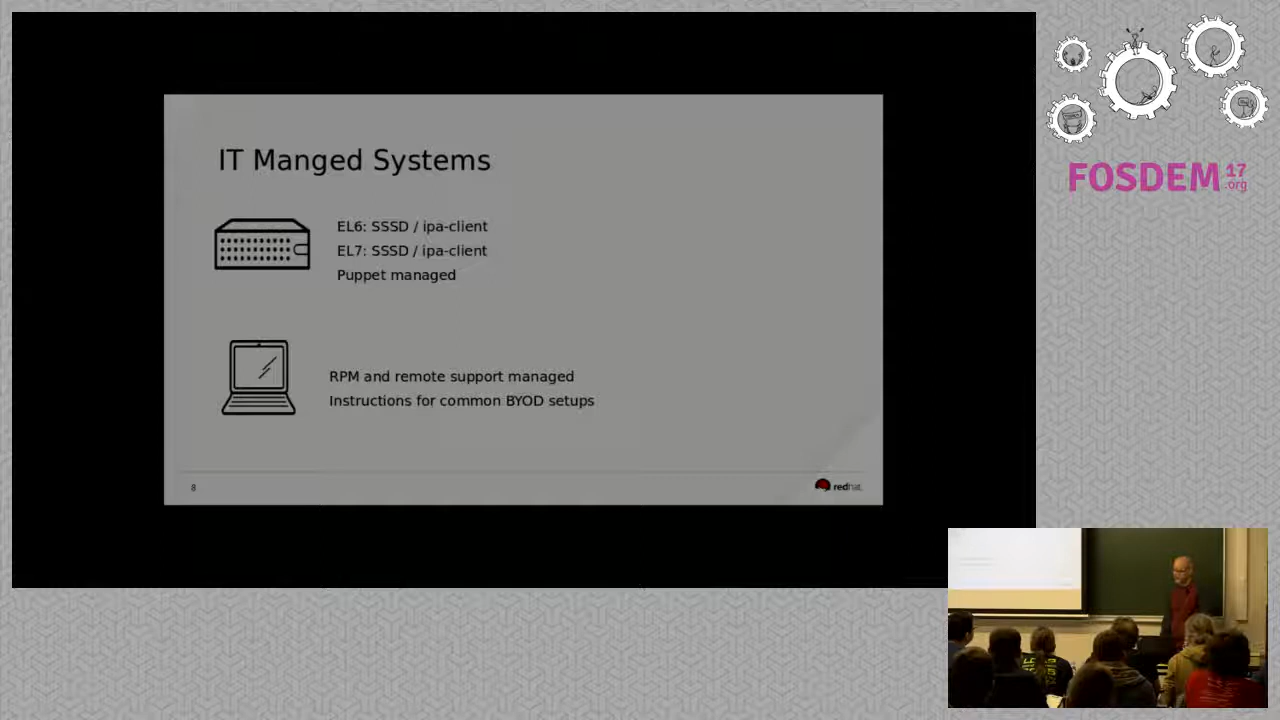 IT Manged Systems
EL6: SSSD / ipa-client
EL7: SSSD / ipa-client
Puppet managed
RPM and remote support managed
Instructions for common BYOD setups
8
redhat.
FOSDEM 17
.org